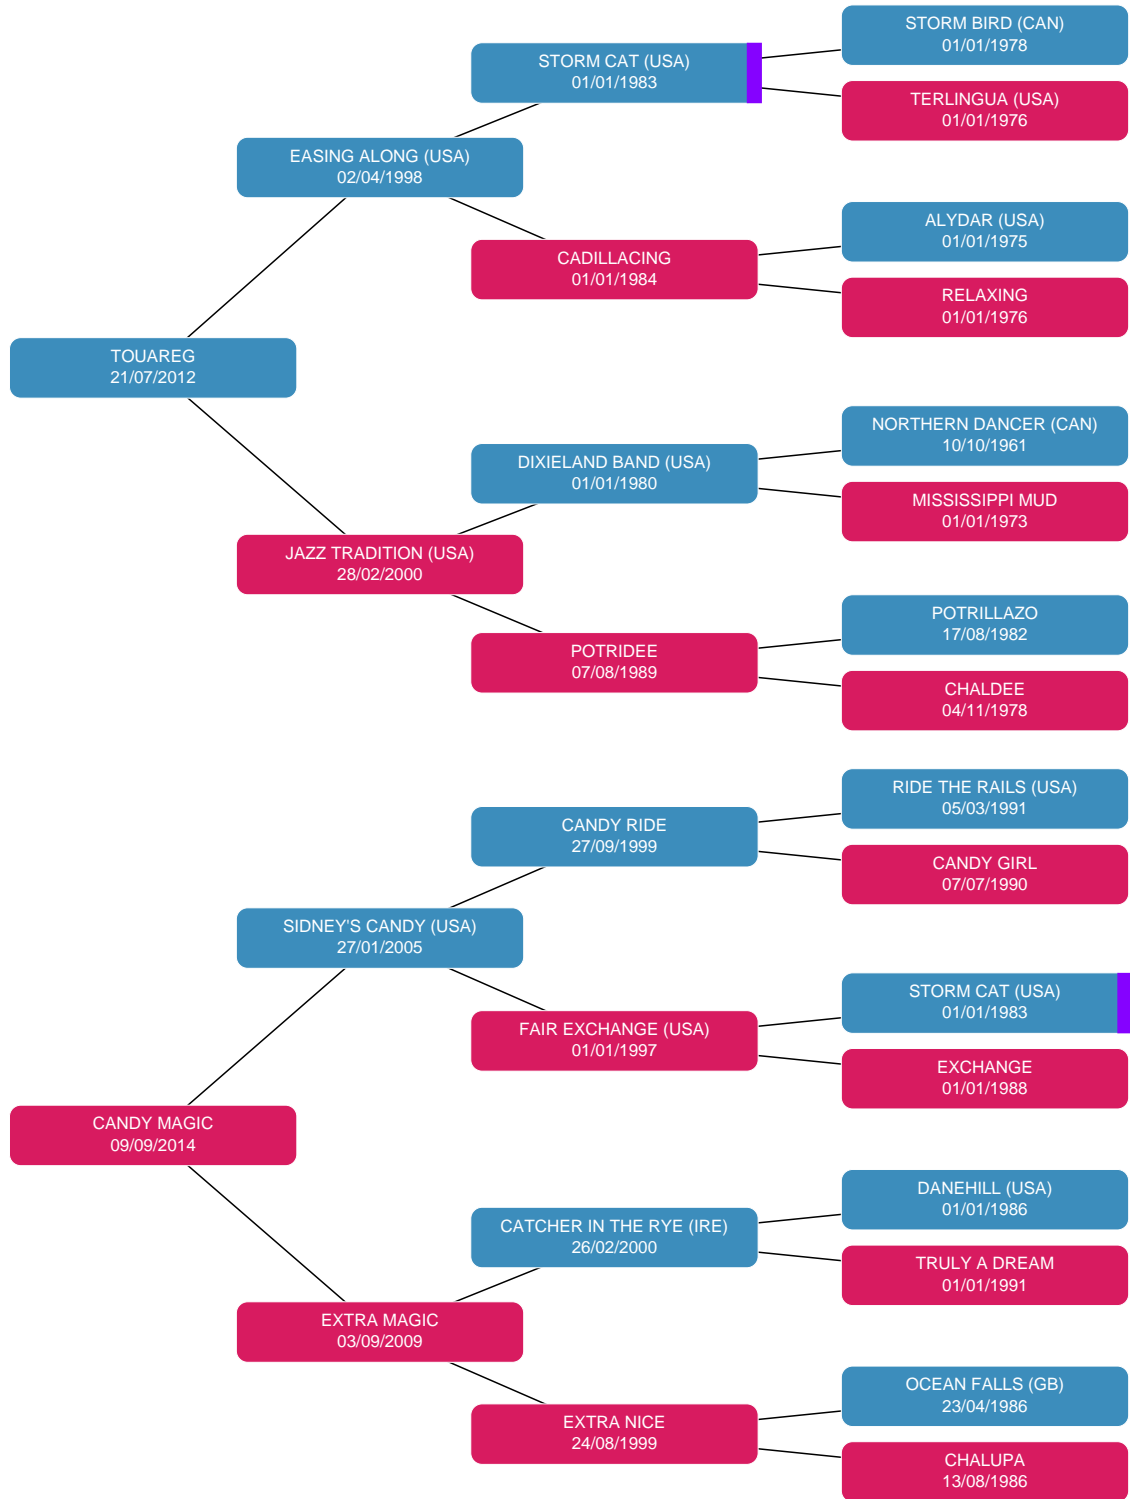 STORM BIRD (CAN)
01/01/1978
STORM CAT (USA)
01/01/1983
TERLINGUA (USA)
01/01/1976
EASING ALONG (USA)
02/04/1998
ALYDAR (USA)
01/01/1975
CADILLACING
01/01/1984
RELAXING
01/01/1976
TOUAREG
21/07/2012
NORTHERN DANCER (CAN)
10/10/1961
DIXIELAND BAND (USA)
01/01/1980
MISSISSIPPI MUD
01/01/1973
JAZZ TRADITION (USA)
28/02/2000
POTRILLAZO
17/08/1982
POTRIDEE
07/08/1989
CHALDEE
04/11/1978
RIDE THE RAILS (USA)
05/03/1991
CANDY RIDE
27/09/1999
CANDY GIRL
07/07/1990
SIDNEY'S CANDY (USA)
27/01/2005
STORM CAT (USA)
01/01/1983
FAIR EXCHANGE (USA)
01/01/1997
EXCHANGE
01/01/1988
CANDY MAGIC
09/09/2014
DANEHILL (USA)
01/01/1986
CATCHER IN THE RYE (IRE)
26/02/2000
TRULY A DREAM
01/01/1991
EXTRA MAGIC
03/09/2009
OCEAN FALLS (GB)
23/04/1986
EXTRA NICE
24/08/1999
CHALUPA
13/08/1986